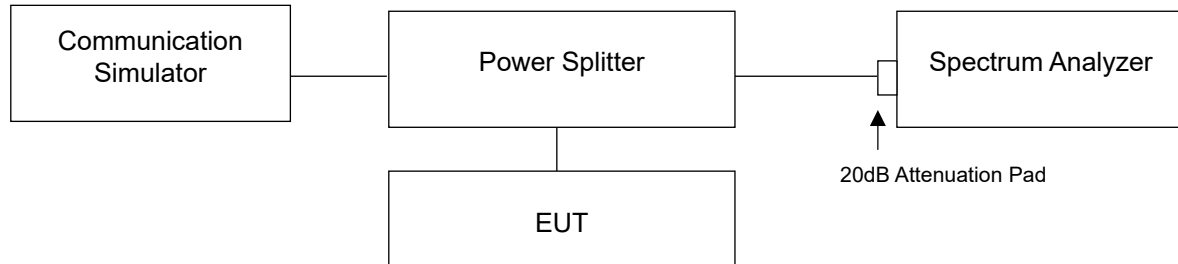 Communication
Simulator
Power Splitter
Spectrum Analyzer
20dB Attenuation Pad
EUT